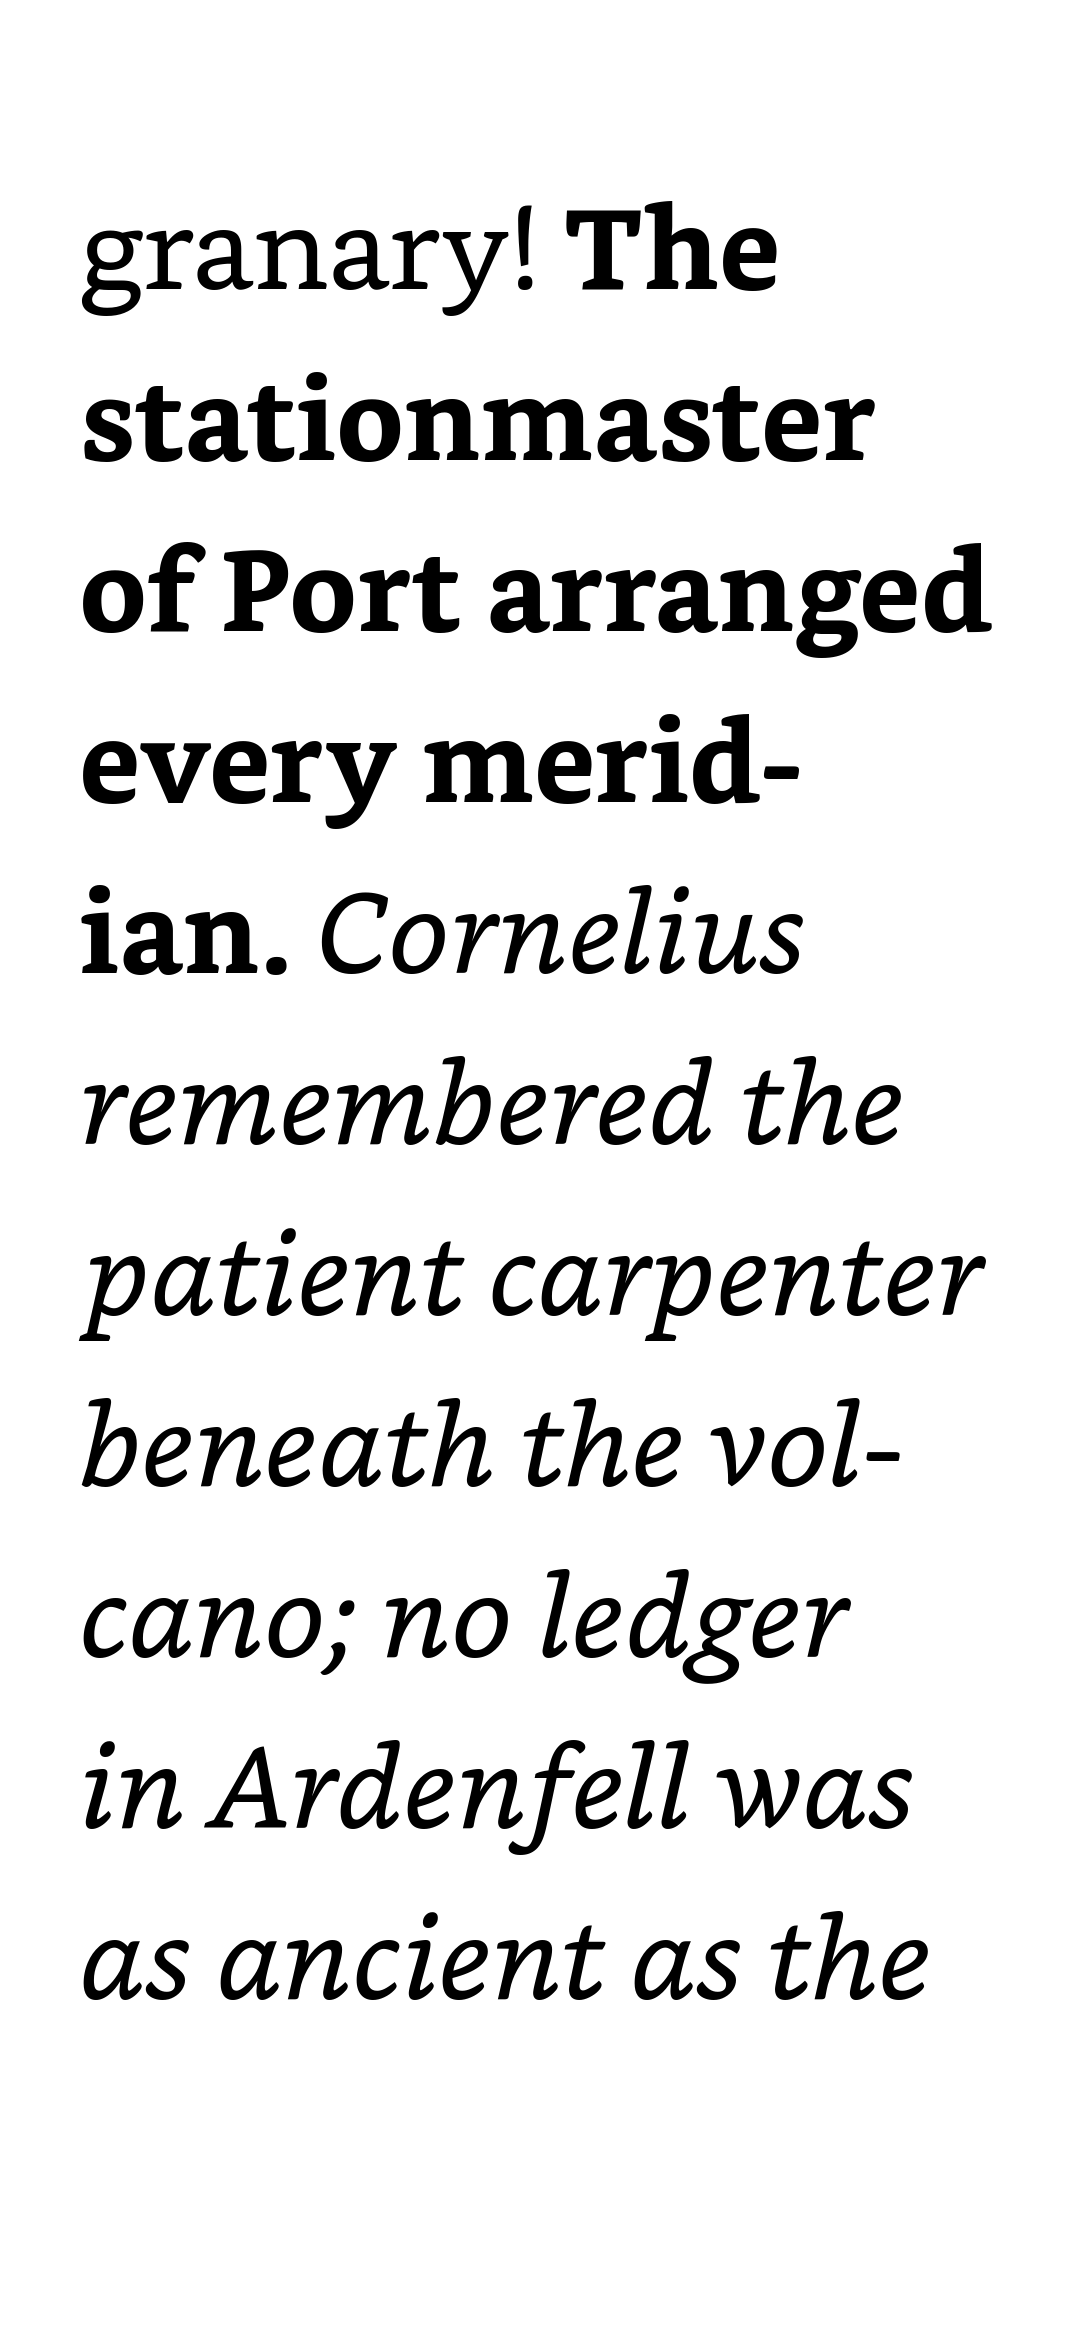 granary! The
stationmaster
of Port arranged
every merid-
ian. Cornelius
remembered the
patient carpenter
beneath the vol-
cano; no ledger
in Ardenfell was
as ancient as the